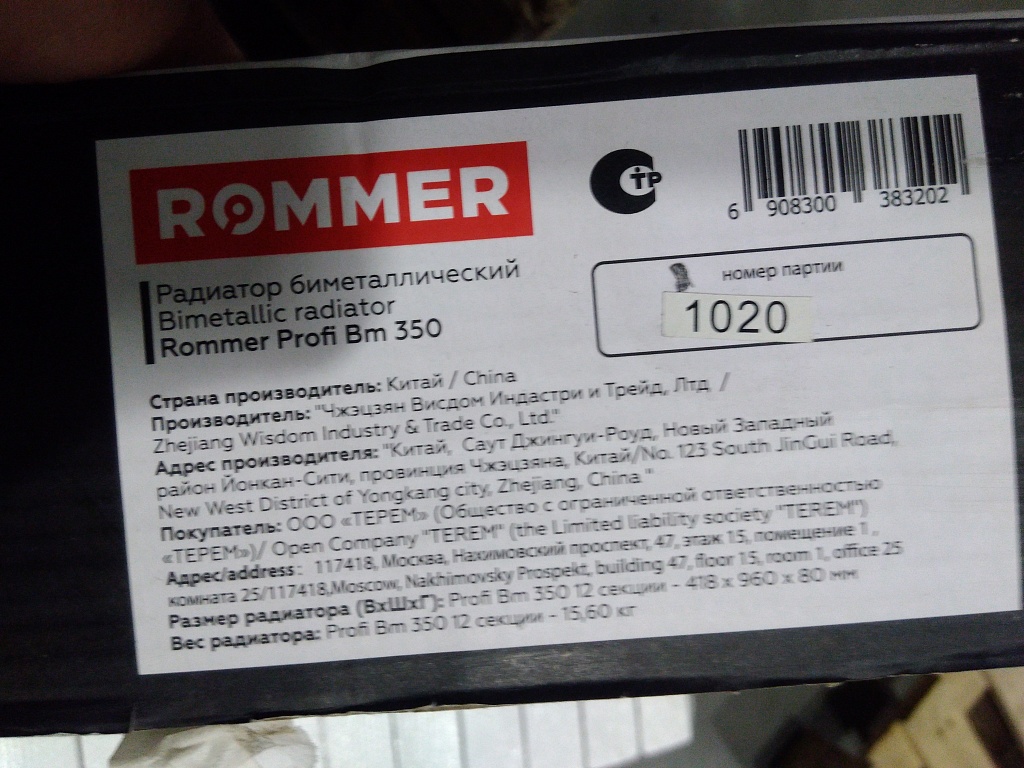 ROMMER
СТР
6 908300 383202
номер партии
1020
Радиатор биметаллический
Bimetallic radiator
Rommer Profi Bm 350
Страна производитель: Китай / China
Производитель: "Чжэцзян Висдом Индастри и Трейд, Лтд /
Zhejiang Wisdom Industry & Trade Co., Ltd."
Адрес производителя: "Китай, Саут Джингуи-Роуд, Новый Западный
район Йонкан-Сити, провинция Чжэцзяна, Китай/No. 123 South JinGui Road,
New West District of Yongkang city, Zhejiang, China "
Покупатель: ООО «ТЕРЕМ» (Общество с ограниченной ответственностью
«ТЕРЕМ»)/ Open Company "TEREM" (the Limited liability society "TEREM")
Адрес/address: 117418, Москва, Нахимовский проспект, 47, этаж 15, помещение 1,
комната 25/117418,Moscow, Nakhimovsky Prospekt, building 47, floor 15, room 1, office 25
Размер радиатора (ВхШхГ): Profi Bm 350 12 секции - 418 х 960 х 80 мм
Вес радиатора: Profi Bm 350 12 секции - 15,60 кг